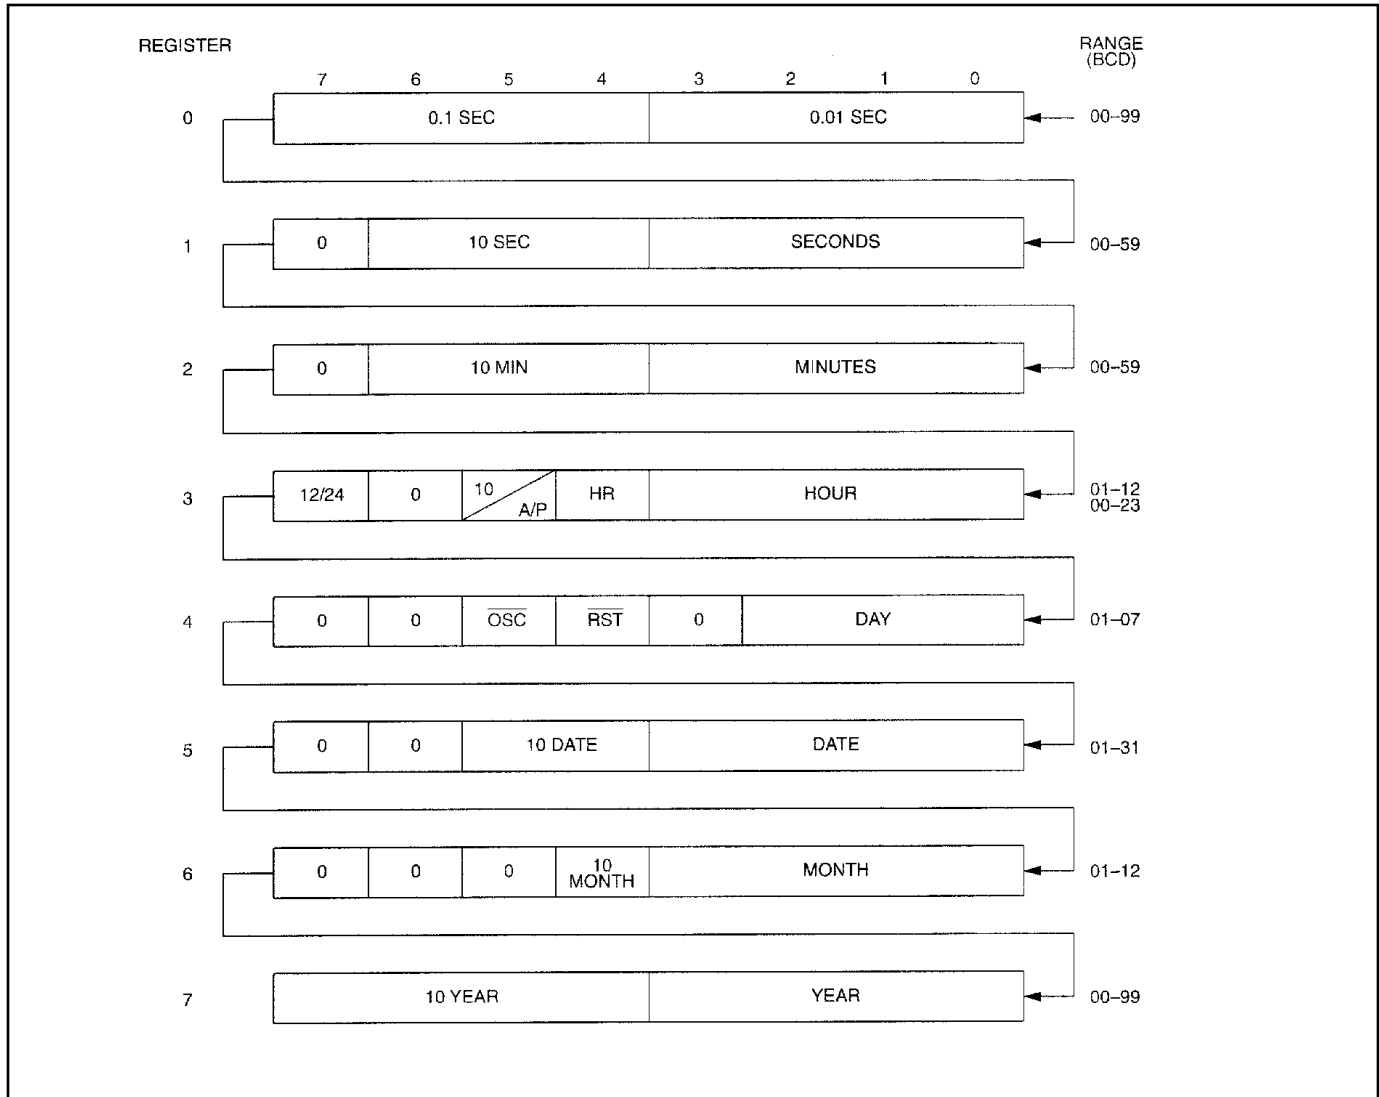 REGISTER
RANGE
(BCD)
7 6 5 4 3 2 1 0
0 0.1 SEC 0.01 SEC 00–99
1 0 10 SEC SECONDS 00–59
2 0 10 MIN MINUTES 00–59
3 12/24 0 10 A/P HR HOUR 01–12
00–23
4 0 0 OSC RST 0 DAY 01–07
5 0 0 10 DATE DATE 01–31
6 0 0 0 10 MONTH MONTH 01–12
7 10 YEAR YEAR 00–99